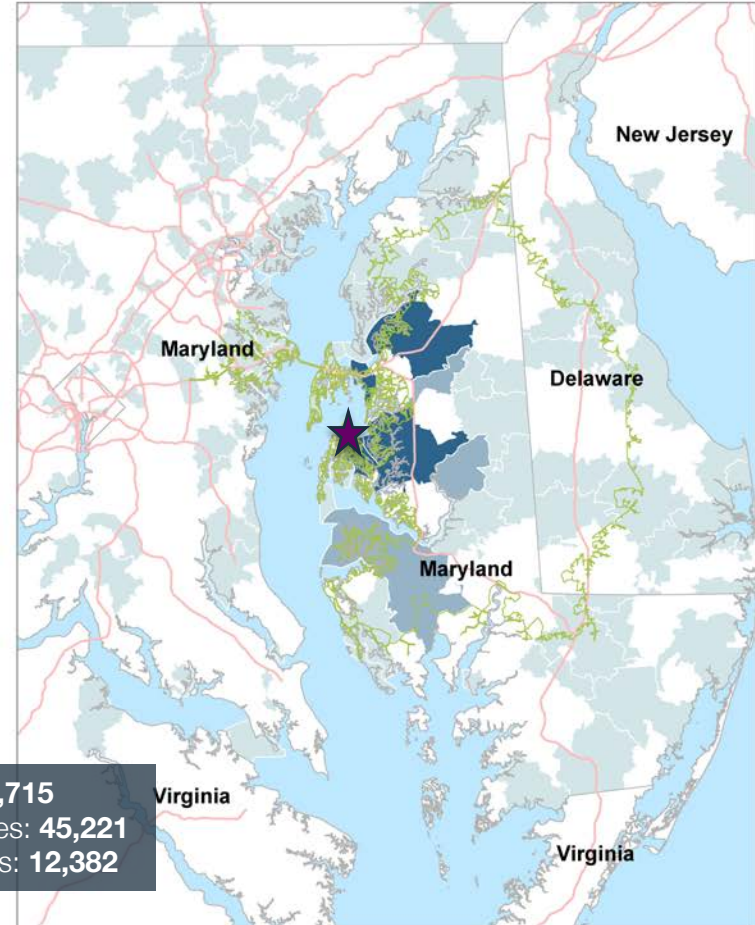 New Jersey
Maryland
Delaware
Maryland
,715
Virginia
es: 45,221
s: 12,382
Virginia